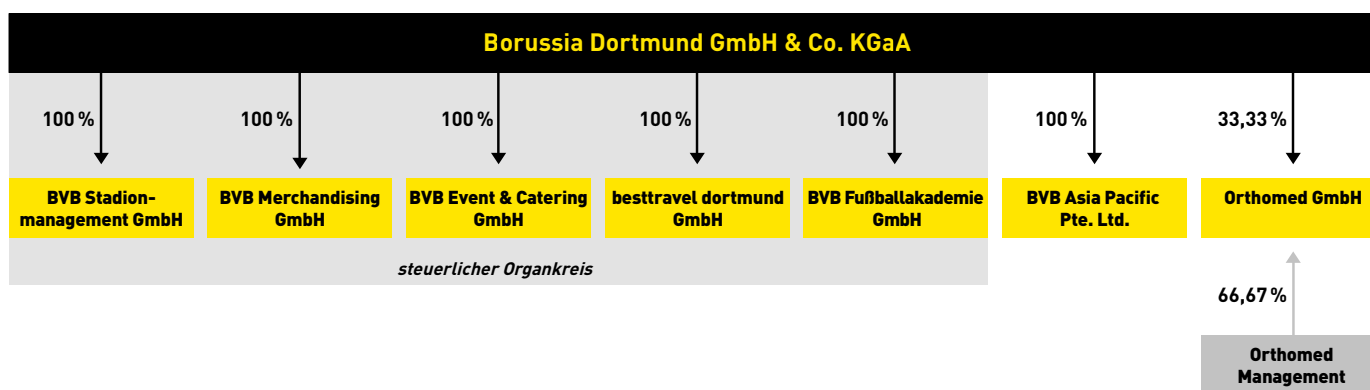 Borussia Dortmund GmbH & Co. KGaA
100 %
100 %
100 %
100 %
100 %
100 %
33,33 %
BVB Stadion-
management GmbH
BVB Merchandising
GmbH
BVB Event & Catering
GmbH
besttravel dortmund
GmbH
BVB Fußballakademie
GmbH
BVB Asia Pacific
Pte. Ltd.
Orthomed GmbH
steuerlicher Organkreis
66,67 %
Orthomed
Management